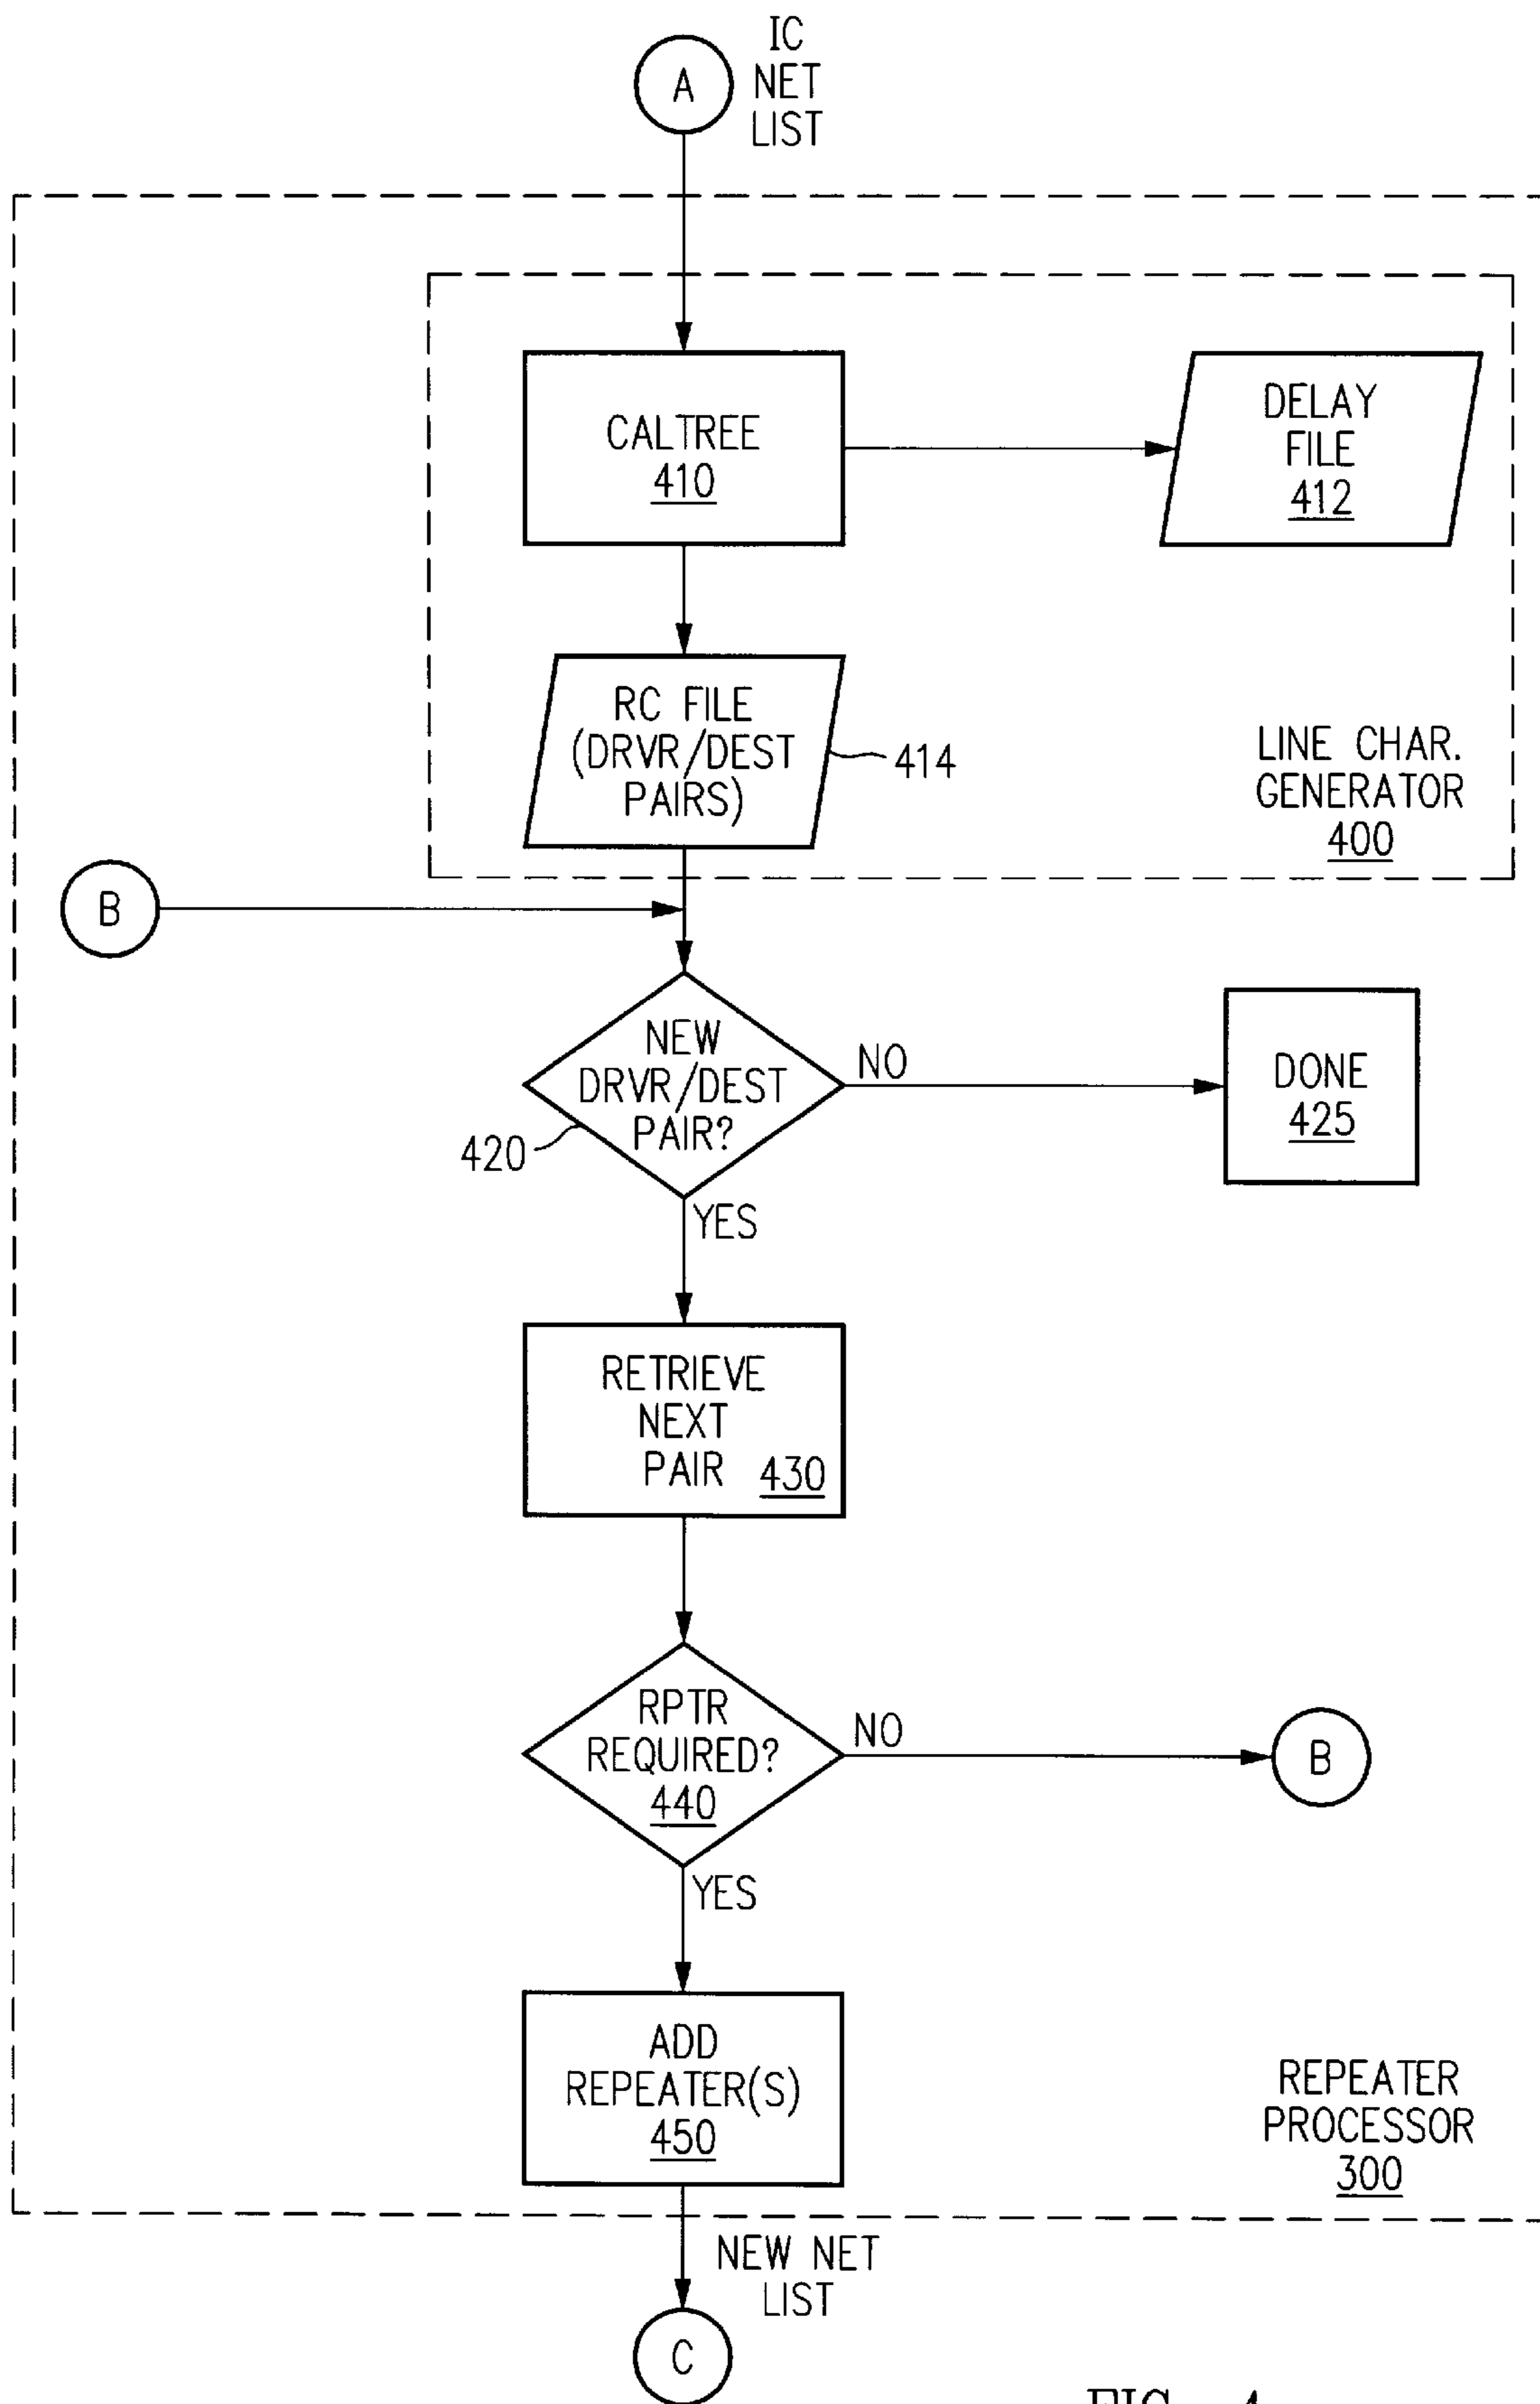 A
IC
NET
LIST
CALTREE
410
DELAY
FILE
412
RC FILE
(DRVR/DEST
PAIRS)
414
LINE CHAR.
GENERATOR
400
B
NEW
DRVR/DEST
PAIR?
420
NO
DONE
425
YES
RETRIEVE
NEXT
PAIR 430
RPTR
REQUIRED?
440
NO
B
YES
ADD
REPEATER(S)
450
REPEATER
PROCESSOR
300
NEW NET
LIST
C